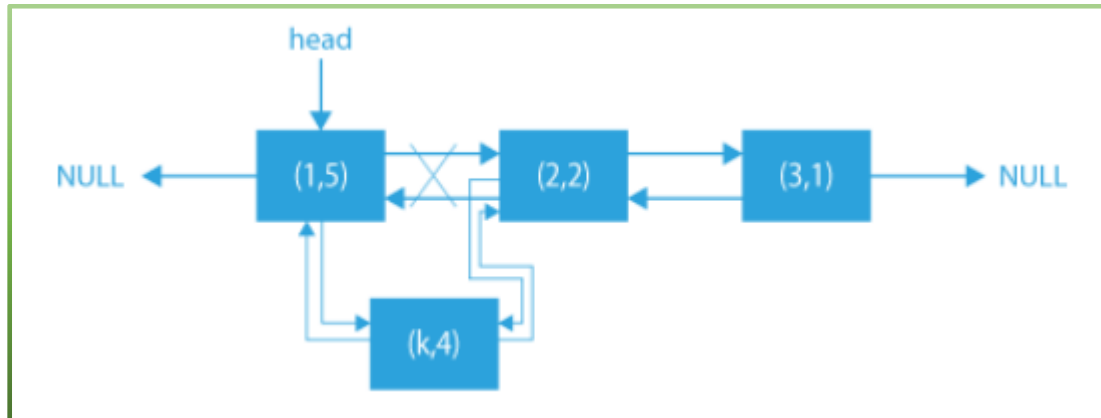 head
NULL
(1,5)
(2,2)
(3,1)
NULL
(k,4)